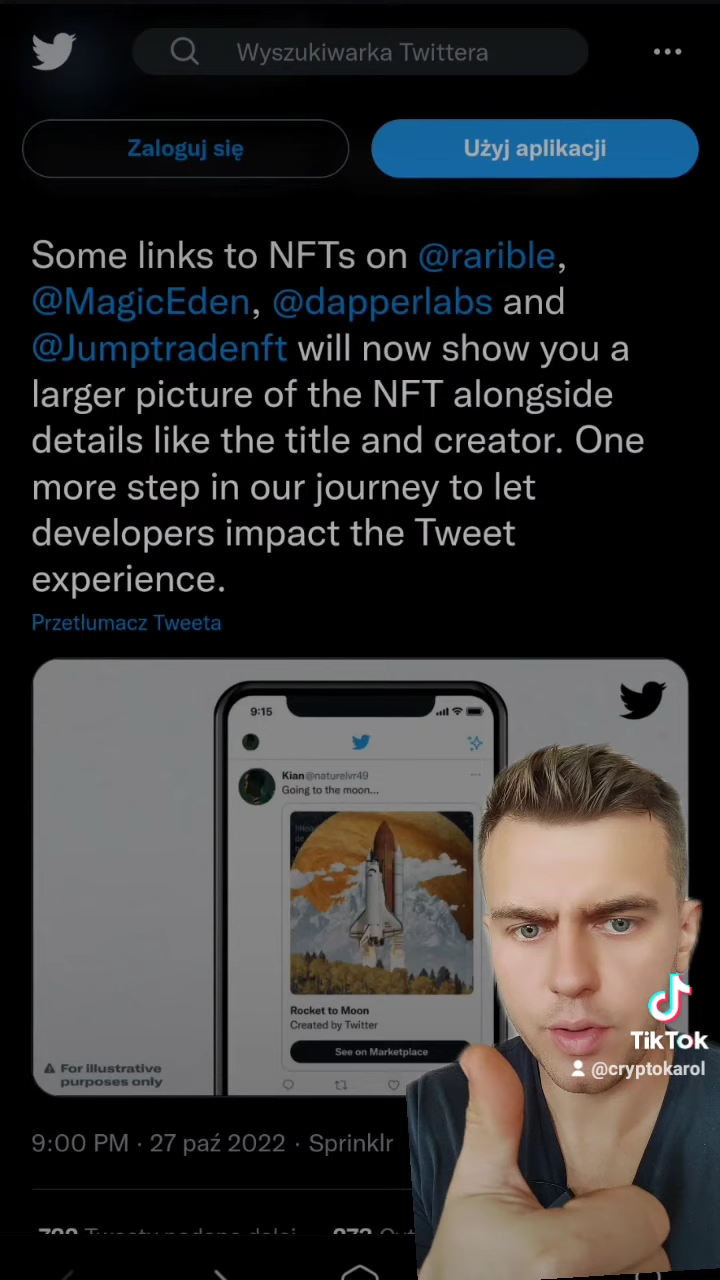 Wyszukiwarka Twittera
Zaloguj się
Użyj aplikacji
Some links to NFTs on @rarible,
@MagicEden, @dapperlabs and
@Jumptradenft will now show you a
larger picture of the NFT alongside
details like the title and creator. One
more step in our journey to let
developers impact the Tweet
experience.
Przetłumacz Tweeta
9:15
Kian @naturelvr49
Going to the moon...
Rocket to Moon
Created by Twitter
See on Marketplace
For illustrative
purposes only
TikTok
@cryptokarol
9:00 PM · 27 paź 2022 · Sprinklr
Tweety podane dalej